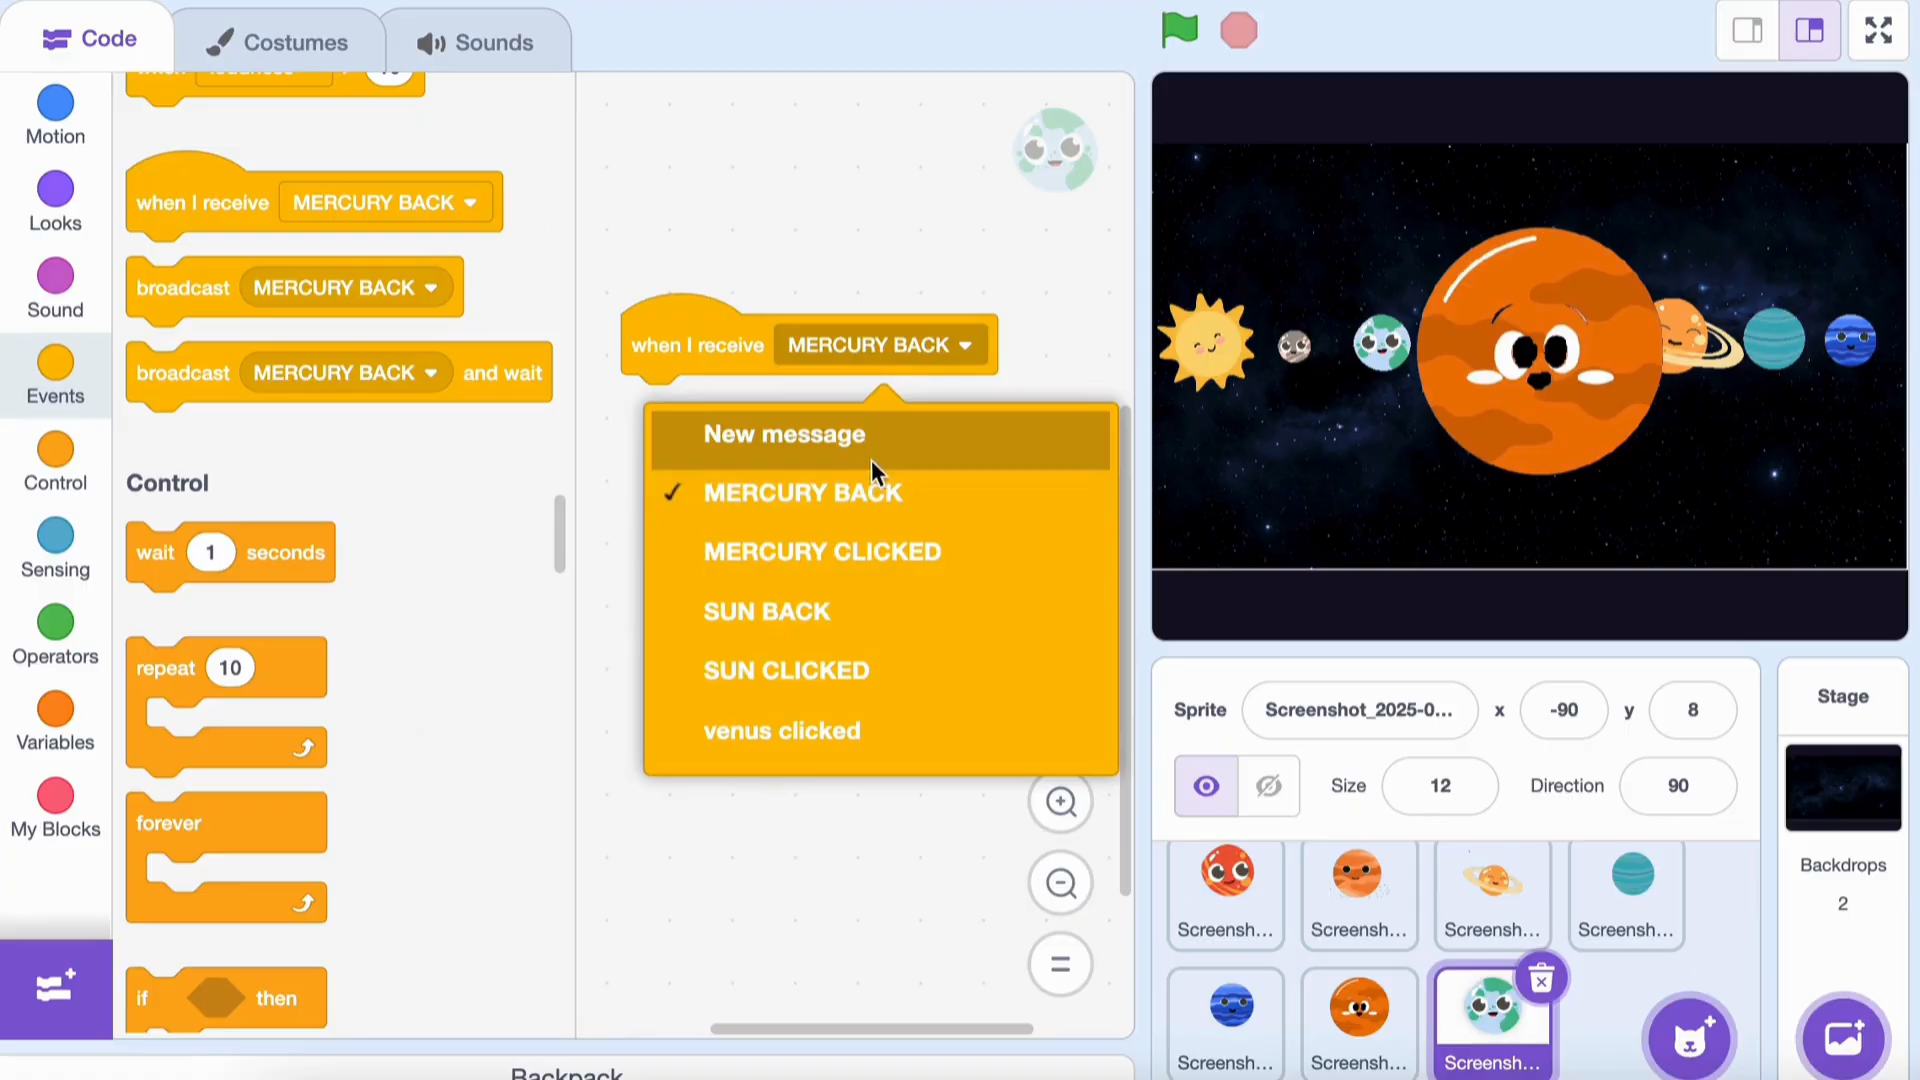 Code
Costumes
Sounds
Motion
Looks
Sound
Events
Control
Sensing
Operators
Variables
My Blocks
when I receive MERCURY BACK
broadcast MERCURY BACK
broadcast MERCURY BACK and wait
Control
wait 1 seconds
repeat 10
forever
if then
when I receive MERCURY BACK
New message
✓ MERCURY BACK
MERCURY CLICKED
SUN BACK
SUN CLICKED
venus clicked
Backpack
Sprite Screenshot_2025-0... x -90 y 8
Size 12 Direction 90
Screensh... Screensh... Screensh... Screensh...
Screensh... Screensh... Screensh...
Stage
Backdrops
2